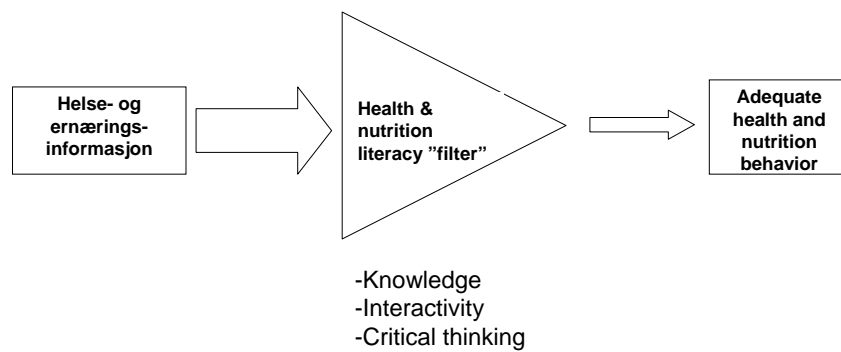 Helse- og
ernærings-
informasjon
Health &
nutrition
literacy ”filter”
Adequate
health and
nutrition
behavior
-Knowledge
-Interactivity
-Critical thinking